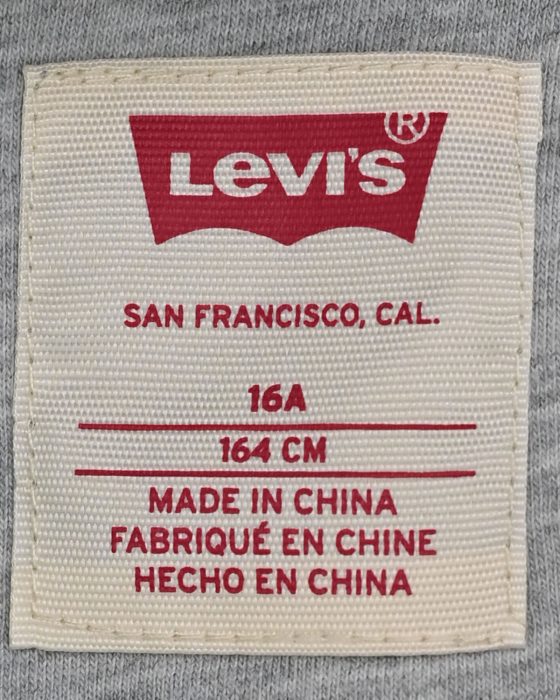 Levi's ®
SAN FRANCISCO, CAL.
16A
164 CM
MADE IN CHINA
FABRIQUÉ EN CHINE
HECHO EN CHINA